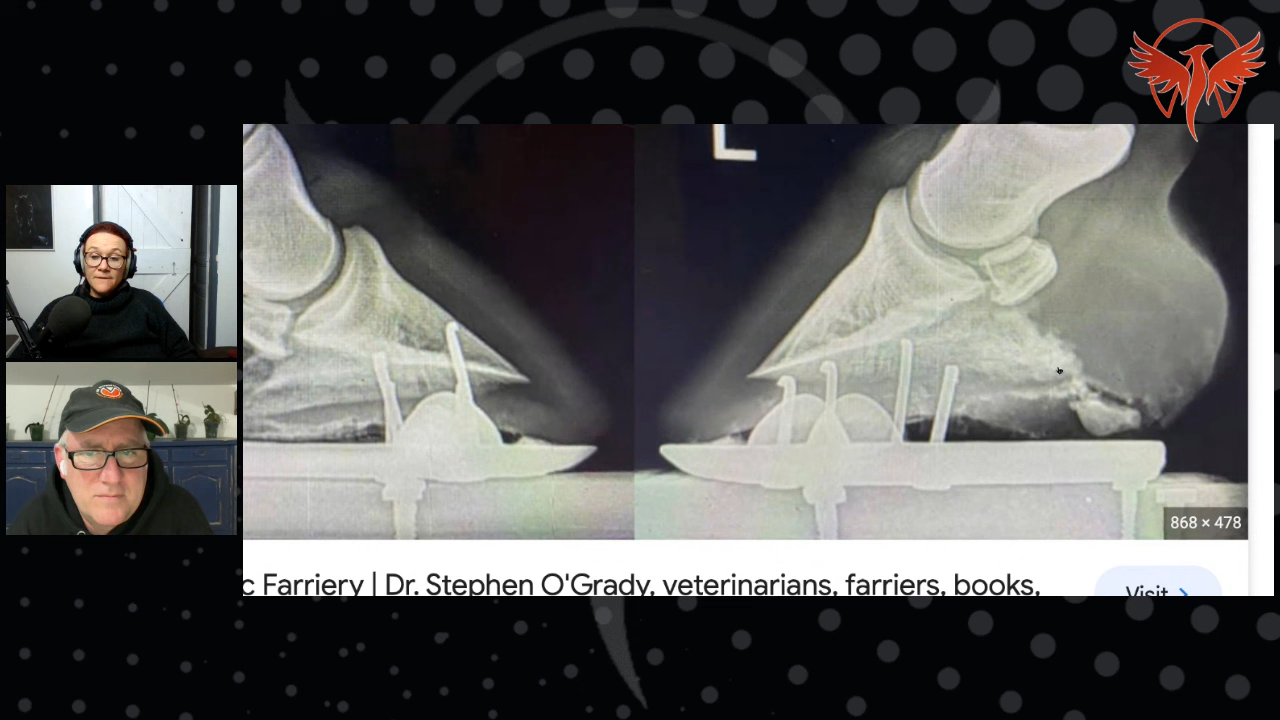 L
868 × 478
c Farriery | Dr. Stephen O'Grady, veterinarians, farriers, books,
Visit >